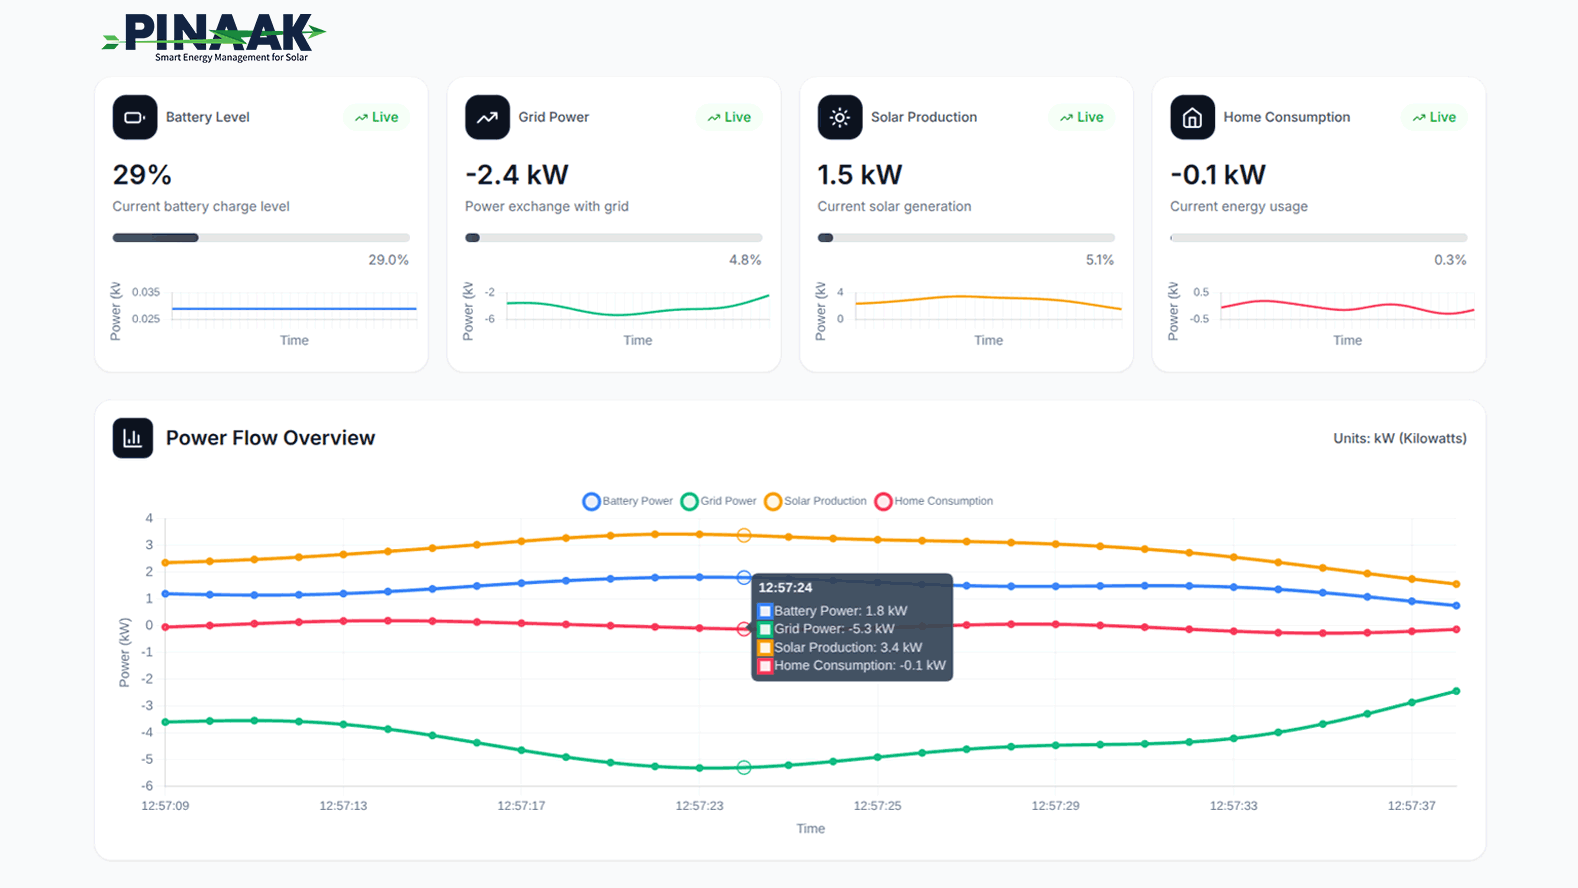 PINAAK
Smart Energy Management for Solar
Battery Level
Live
29%
Current battery charge level
29.0%
Power (kW
0.035
0.025
Time
Grid Power
Live
-2.4 kW
Power exchange with grid
4.8%
Power (kW
-2
-6
Time
Solar Production
Live
1.5 kW
Current solar generation
5.1%
Power (kW
4
0
Time
Home Consumption
Live
-0.1 kW
Current energy usage
0.3%
Power (kW
0.5
-0.5
Time
Power Flow Overview
Units: kW (Kilowatts)
Battery Power Grid Power Solar Production Home Consumption
Power (kW)
4
3
2
1
0
-1
-2
-3
-4
-5
-6
12:57:24
Battery Power: 1.8 kW
Grid Power: -5.3 kW
Solar Production: 3.4 kW
Home Consumption: -0.1 kW
12:57:09 12:57:13 12:57:17 12:57:23 12:57:25 12:57:29 12:57:33 12:57:37
Time